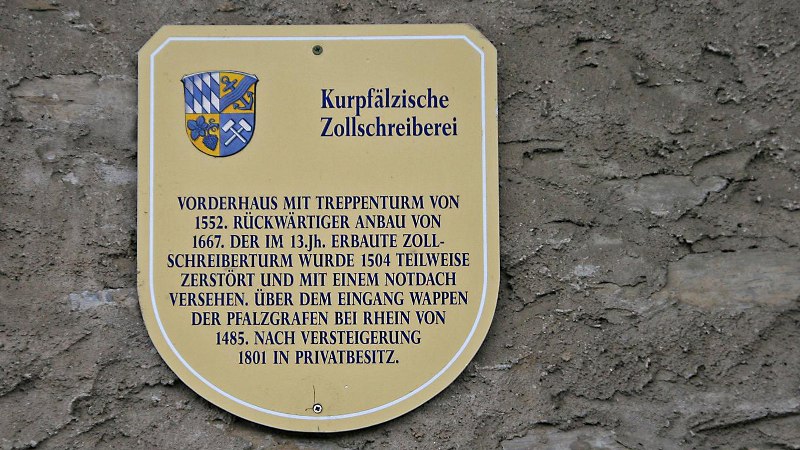 Kurpfälzische
Zollschreiberei
VORDERHAUS MIT TREPPENTURM VON
1552. RÜCKWÄRTIGER ANBAU VON
1667. DER IM 13.Jh. ERBAUTE ZOLL-
SCHREIBERTURM WURDE 1504 TEILWEISE
ZERSTÖRT UND MIT EINEM NOTDACH
VERSEHEN. ÜBER DEM EINGANG WAPPEN
DER PFALZGRAFEN BEI RHEIN VON
1485. NACH VERSTEIGERUNG
1801 IN PRIVATBESITZ.